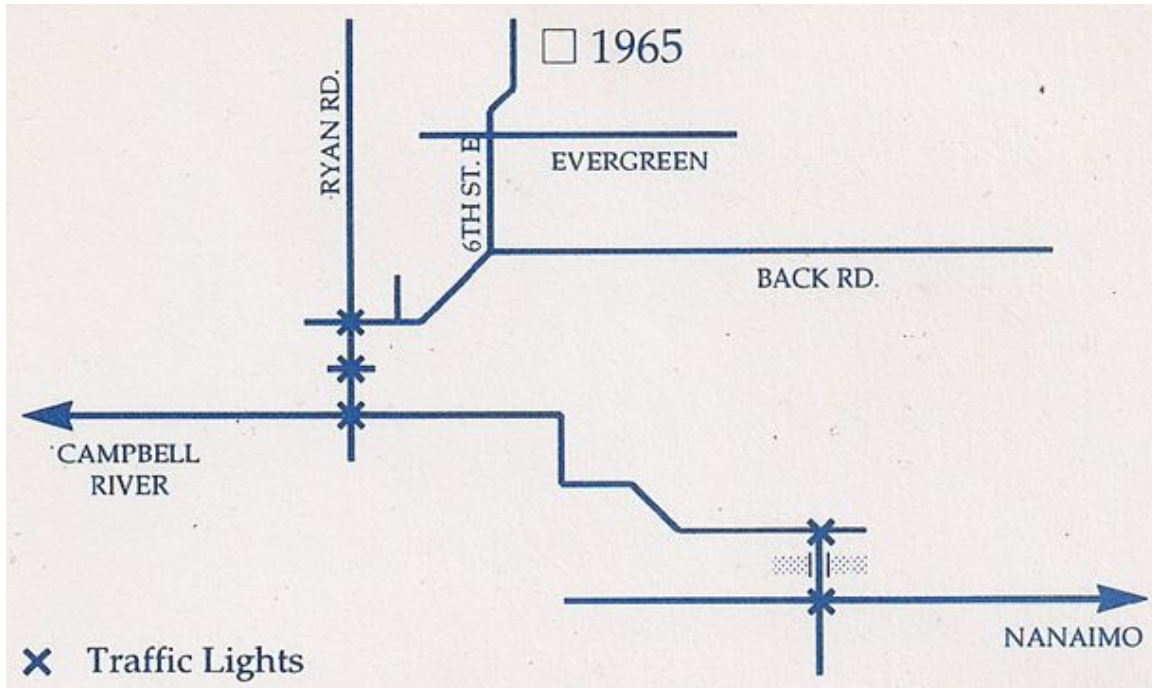 1965
RYAN RD.
6TH ST. E
EVERGREEN
BACK RD.
CAMPBELL
RIVER
NANAIMO
Traffic Lights